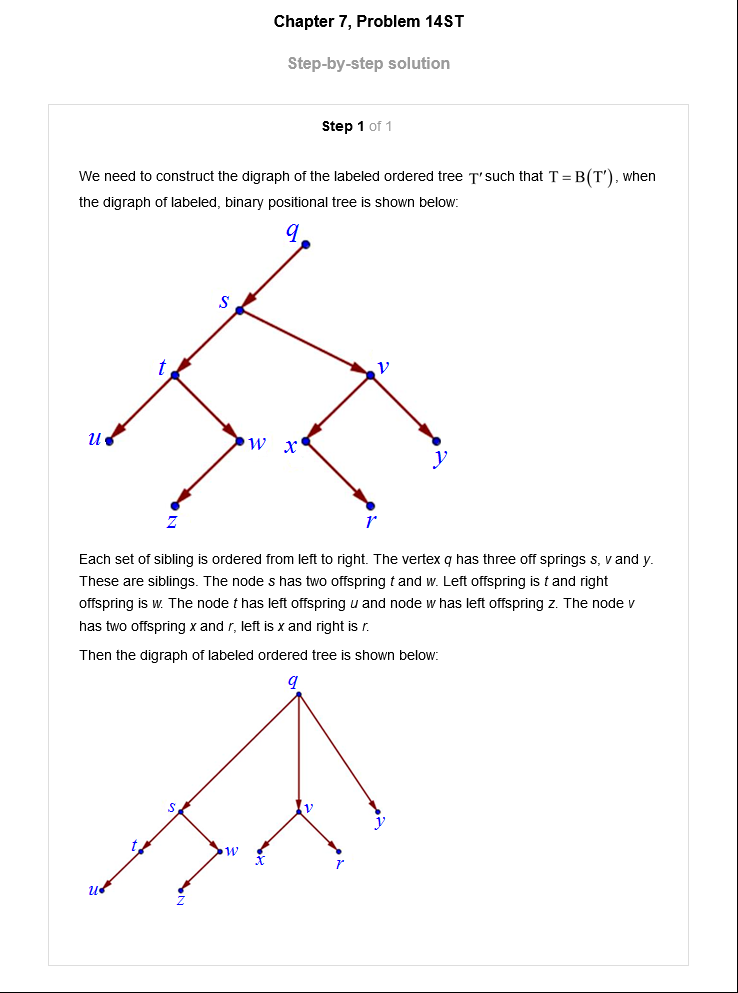 Chapter 7, Problem 14ST
Step-by-step solution
Step 1 of 1
We need to construct the digraph of the labeled ordered tree T′ such that T = B(T′), when
the digraph of labeled, binary positional tree is shown below:
q
s
t
v
u
w
x
y
z
r
Each set of sibling is ordered from left to right. The vertex q has three off springs s, v and y.
These are siblings. The node s has two offspring t and w. Left offspring is t and right
offspring is w. The node t has left offspring u and node w has left offspring z. The node v
has two offspring x and r, left is x and right is r.
Then the digraph of labeled ordered tree is shown below:
q
s
v
y
t
w
x
r
u
z